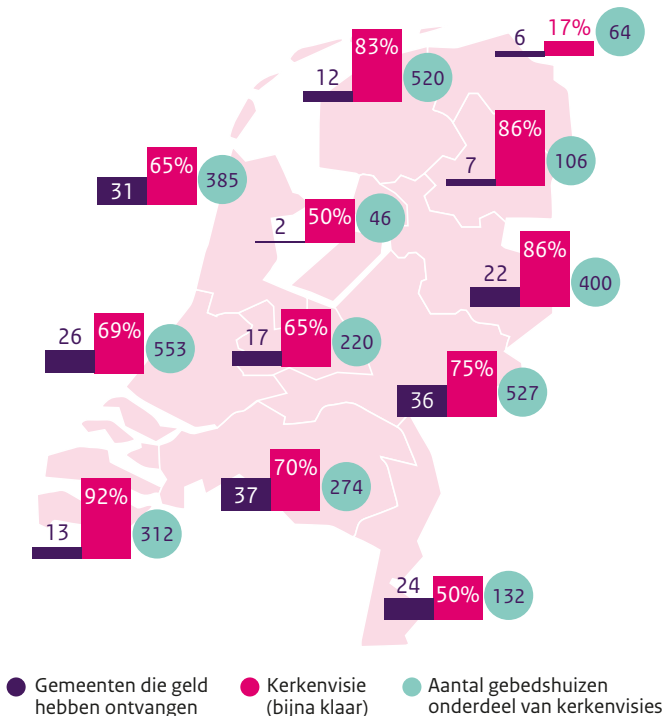 6 17% 64
12 83% 520
7 86% 106
31 65% 385
2 50% 46
22 86% 400
26 69% 553
17 65% 220
36 75% 527
37 70% 274
13 92% 312
24 50% 132
Gemeenten die geld
hebben ontvangen
Kerkenvisie
(bijna klaar)
Aantal gebedshuizen
onderdeel van kerkenvisies